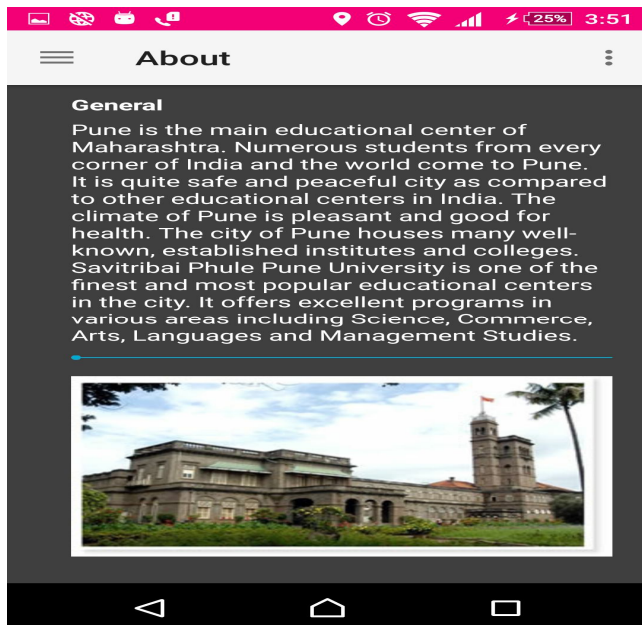 25% 3:51
About
General
Pune is the main educational center of
Maharashtra. Numerous students from every
corner of India and the world come to Pune.
It is quite safe and peaceful city as compared
to other educational centers in India. The
climate of Pune is pleasant and good for
health. The city of Pune houses many well-
known, established institutes and colleges.
Savitribai Phule Pune University is one of the
finest and most popular educational centers
in the city. It offers excellent programs in
various areas including Science, Commerce,
Arts, Languages and Management Studies.